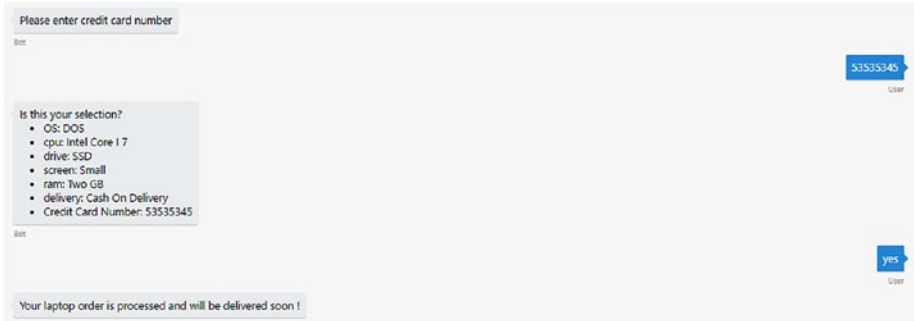 Please enter credit card number
Bot
53535345
User
Is this your selection?
• OS: DOS
• cpu: Intel Core I 7
• drive: SSD
• screen: Small
• ram: Two GB
• delivery: Cash On Delivery
• Credit Card Number: 53535345
Bot
yes
User
Your laptop order is processed and will be delivered soon !